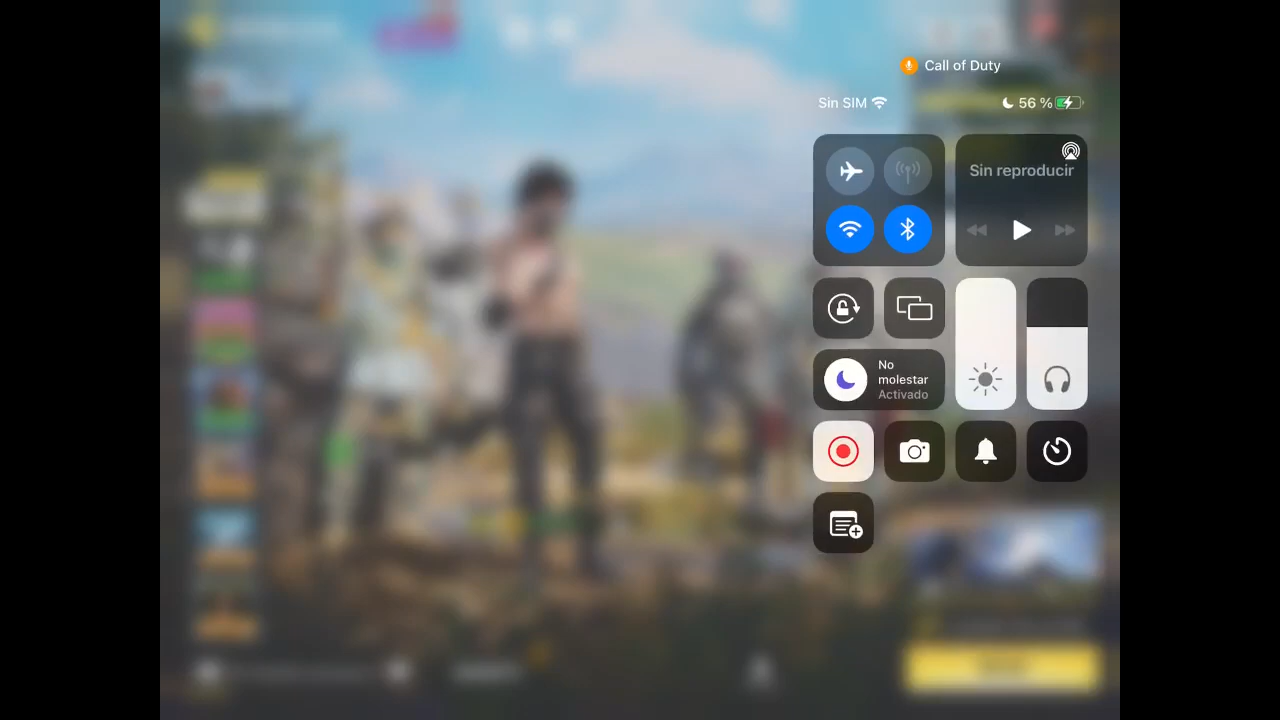 Call of Duty
Sin SIM
56 %
Sin reproducir
No
molestar
Activado